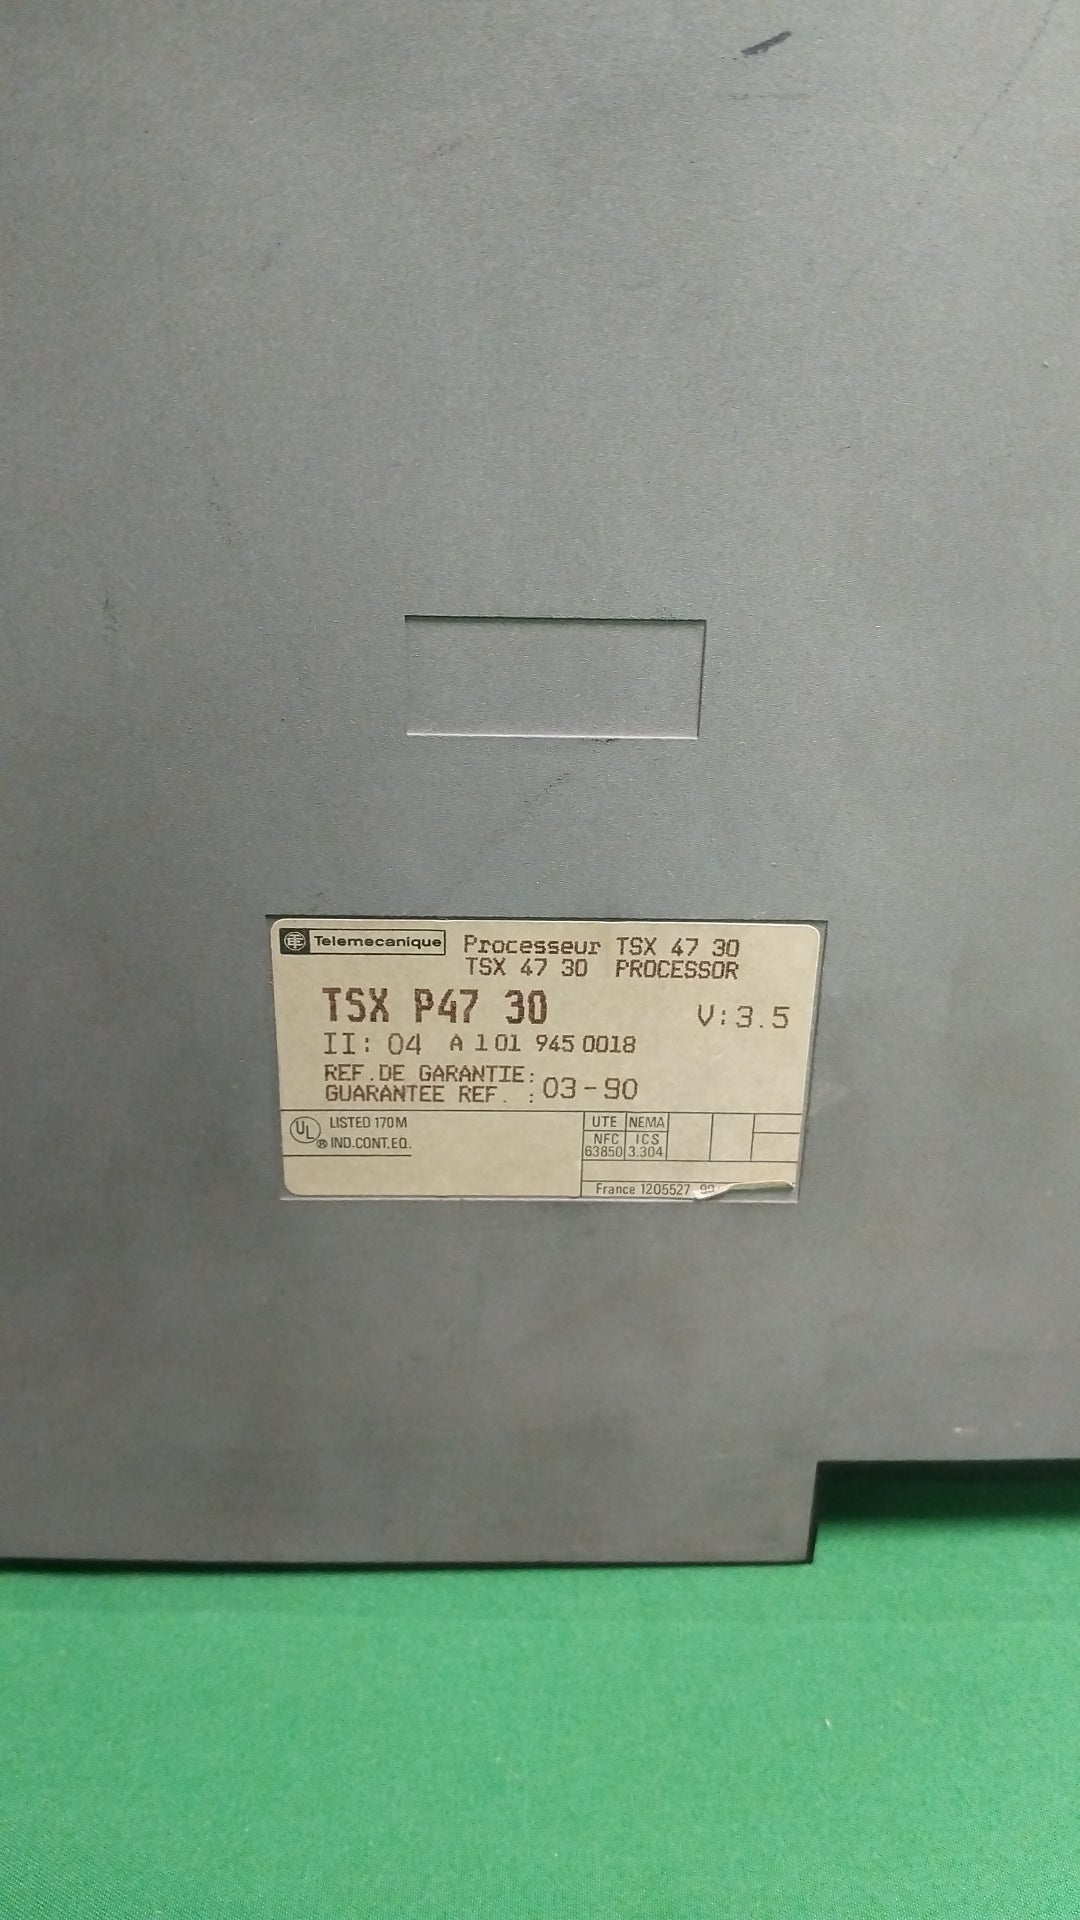 Telemecanique Processeur TSX 47 30
TSX 47 30 PROCESSOR
TSX P47 30 V:3.5
II: 04 A 101 945 0018
REF.DE GARANTIE:
GUARANTEE REF. : 03-90
UL ® LISTED 170M
IND.CONT.EQ.
UTE NEMA
NFC ICS
63850 3.304
France 1205527